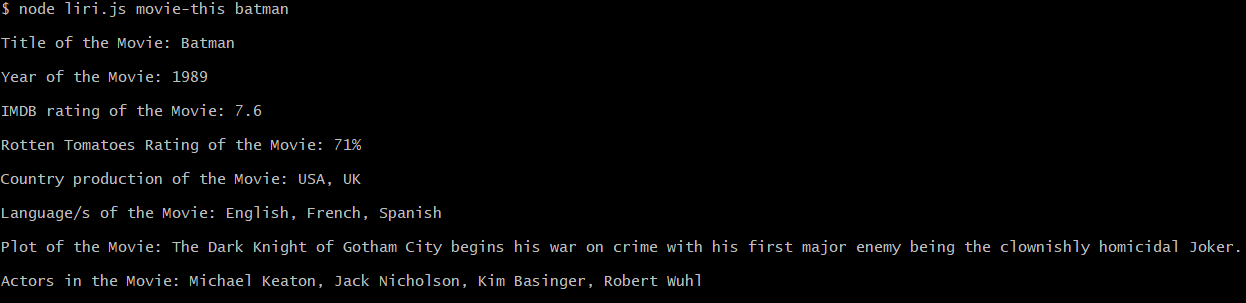 $ node liri.js movie-this batman
Title of the Movie: Batman
Year of the Movie: 1989
IMDB rating of the Movie: 7.6
Rotten Tomatoes Rating of the Movie: 71%
Country production of the Movie: USA, UK
Language/s of the Movie: English, French, Spanish
Plot of the Movie: The Dark Knight of Gotham City begins his war on crime with his first major enemy being the clownishly homicidal Joker.
Actors in the Movie: Michael Keaton, Jack Nicholson, Kim Basinger, Robert Wuhl